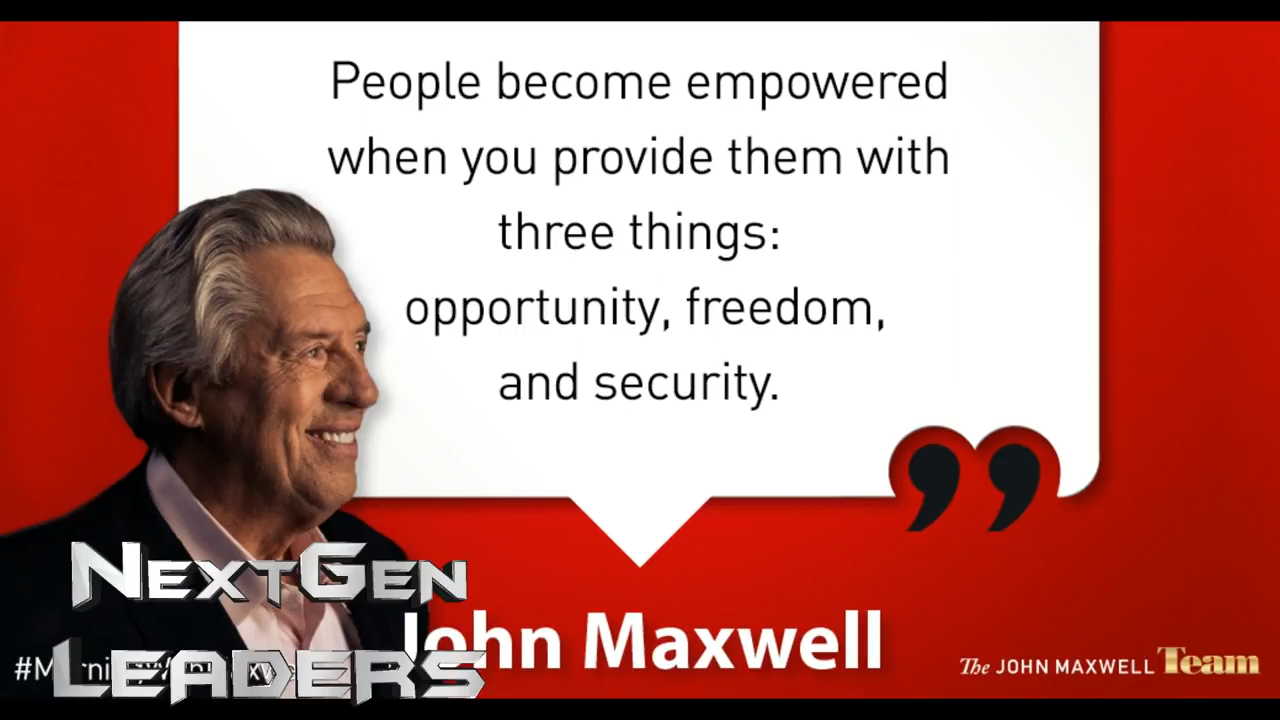 People become empowered
when you provide them with
three things:
opportunity, freedom,
and security.
”
NextGen
Leaders
John Maxwell
The JOHN MAXWELL Team